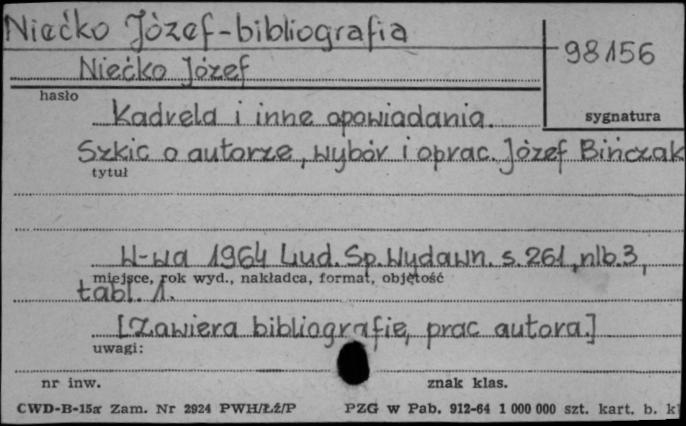 Niećko Józef-bibliografia
98156
Niećko Józef
hasło
sygnatura
Kadrela i inne opowiadania.
Szkic o autorze, wybór i oprac. Józef Bińczak
tytuł
W-wa 1964 Lud. Sp. Wydawn. s. 261, nlb. 3,
miejsce, rok wyd., nakładca, format, objętość
tabl. 1.
[Zawiera bibliografię prac autora.]
uwagi:
nr inw.
znak klas.
CWD-B-15a Zam. Nr 2924 PWH/Łź/P
PZG w Pab. 912-64 1 000 000 szt. kart. b. k